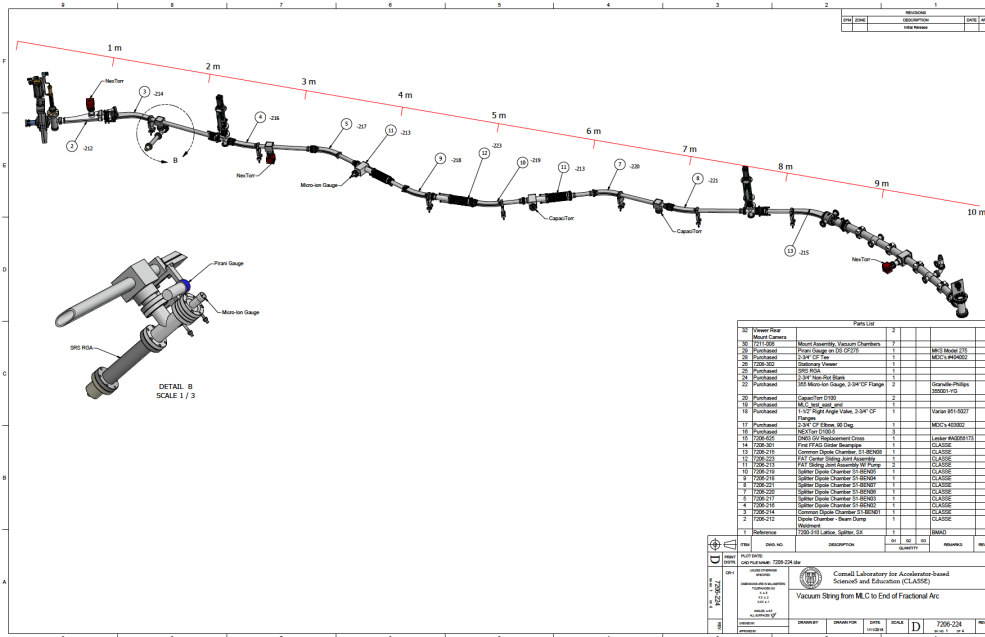 9 8 7 6 5 4 3 2 1
REVISIONS
SYM ZONE DESCRIPTION DATE
Initial Release
F
E
D
C
B
A
1 m
2 m
3 m
4 m
5 m
6 m
7 m
8 m
9 m
10 m
NexTorr
3 -214
2 -212
B
4 -216
NexTorr
5 -217
11 -213
Micro-Ion Gauge
9 -218
12 -223
10 -219
11 -213
CapaciTorr
7 -220
CapaciTorr
8 -221
13 -215
NexTorr
Pirani Gauge
Micro-Ion Gauge
SRS RGA
DETAIL B
SCALE 1 / 3
Parts List
32 Viewer Rear Mount Camera 2
30 7211-008 Mount Assembly, Vacuum Chambers 7
29 Purchased Pirani Gauge on DS CF275 1 MKS Model 275
28 Purchased 2-3/4" CF Tee 1 MDC's #404002
26 7206-302 Stationary Viewer 1
25 Purchased SRS RGA 1
24 Purchased 2-3/4" Non-Rot Blank 1
22 Purchased 355 Micro-Ion Gauge, 2-3/4"CF Flange 2 Granville-Phillips 355001-YG
20 Purchased CapaciTorr D100 2
19 Purchased MLC_test_east_end 1
18 Purchased 1-1/2" Right Angle Valve, 2-3/4" CF Flanges 1 Varian 951-5027
17 Purchased 2-3/4" CF Elbow, 90 Deg. 1 MDC's 403002
16 Purchased NEXTorr D100-5 3
15 7206-625 DN63 GV Replacement Cross 1 Lesker #A0056173
14 7206-301 First FFAG Girder Beampipe 1 CLASSE
13 7206-215 Common Dipole Chamber, S1-BEN08 1 CLASSE
12 7206-223 FAT Center Sliding Joint Assembly 1 CLASSE
11 7206-213 FAT Sliding Joint Assembly W/ Pump 2 CLASSE
10 7206-219 Splitter Dipole Chamber S1-BEN05 1 CLASSE
9 7206-218 Splitter Dipole Chamber S1-BEN04 1 CLASSE
8 7206-221 Splitter Dipole Chamber S1-BEN07 1 CLASSE
7 7206-220 Splitter Dipole Chamber S1-BEN06 1 CLASSE
5 7206-217 Splitter Dipole Chamber S1-BEN03 1 CLASSE
4 7206-216 Splitter Dipole Chamber S1-BEN02 1 CLASSE
3 7206-214 Common Dipole Chamber S1-BEN01 1 CLASSE
2 7206-212 Dipole Chamber - Beam Dump Weldment 1 CLASSE
1 Reference 7200-310 Lattice, Splitter, SX 1 BMAD
ITEM DWG. NO. DESCRIPTION 01 02 03 QUANTITY REMARKS
PRINT DISTR.
PLOT DATE:
CAD FILE NAME: 7206-224.idw
Cornell Laboratory for Accelerator-based
ScienceS and Education (CLASSE)
Vacuum String from MLC to End of Fractional Arc
DRAWN BY DRAWN FOR DATE SCALE D 7206-224
7206-224